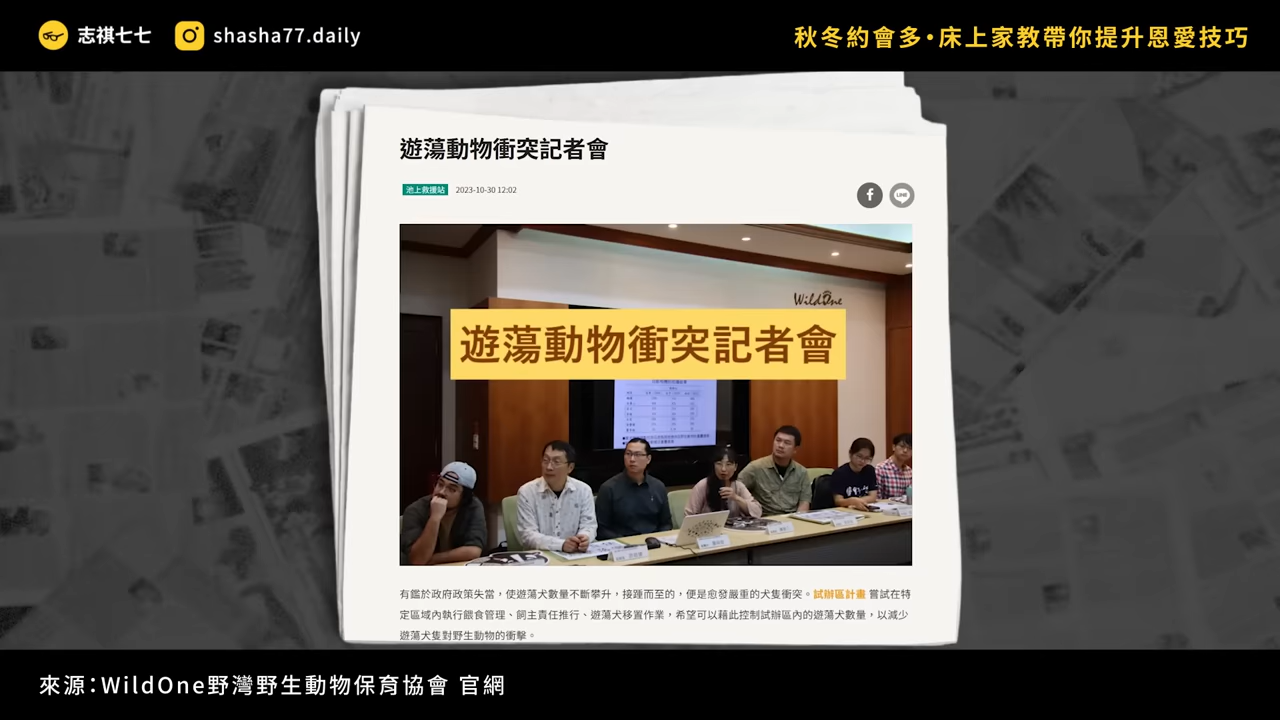 志祺七七 shasha77.daily
秋冬約會多•床上家教帶你提升恩愛技巧
遊蕩動物衝突記者會
池上救援站 2023-10-30 12:02
LINE
WildOne
遊蕩動物衝突記者會
有鑑於政府政策失當，使遊蕩犬數量不斷攀升，接踵而至的，便是愈發嚴重的犬隻衝突。試辦區計畫 嘗試在特
定區域內執行餵食管理、飼主責任推行、遊蕩犬移置作業，希望可以藉此控制試辦區內的遊蕩犬數量，以減少
遊蕩犬隻對野生動物的衝擊。
來源：WildOne野灣野生動物保育協會 官網